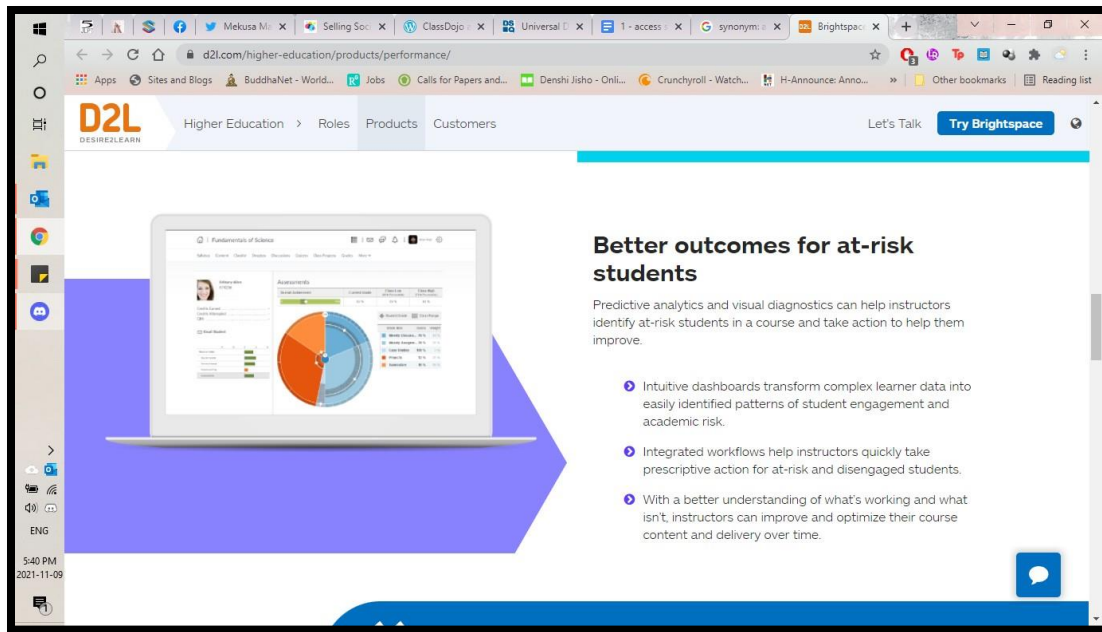 Mekusa Ma
Selling Soci
ClassDojo a
Universal D
1 - access s
synonym: a
Brightspace
d2l.com/higher-education/products/performance/
Apps
Sites and Blogs
BuddhaNet - World...
Jobs
Calls for Papers and...
Denshi Jisho - Onli...
Crunchyroll - Watch...
H-Announce: Anno...
»
Other bookmarks
Reading list
D2L
DESIRE2LEARN
Higher Education > Roles Products Customers
Let's Talk
Try Brightspace
Fundamentals of Science
Assessments
Better outcomes for at-risk
students
Predictive analytics and visual diagnostics can help instructors
identify at-risk students in a course and take action to help them
improve.
Intuitive dashboards transform complex learner data into
easily identified patterns of student engagement and
academic risk.
Integrated workflows help instructors quickly take
prescriptive action for at-risk and disengaged students.
With a better understanding of what's working and what
isn't, instructors can improve and optimize their course
content and delivery over time.
ENG
5:40 PM
2021-11-09